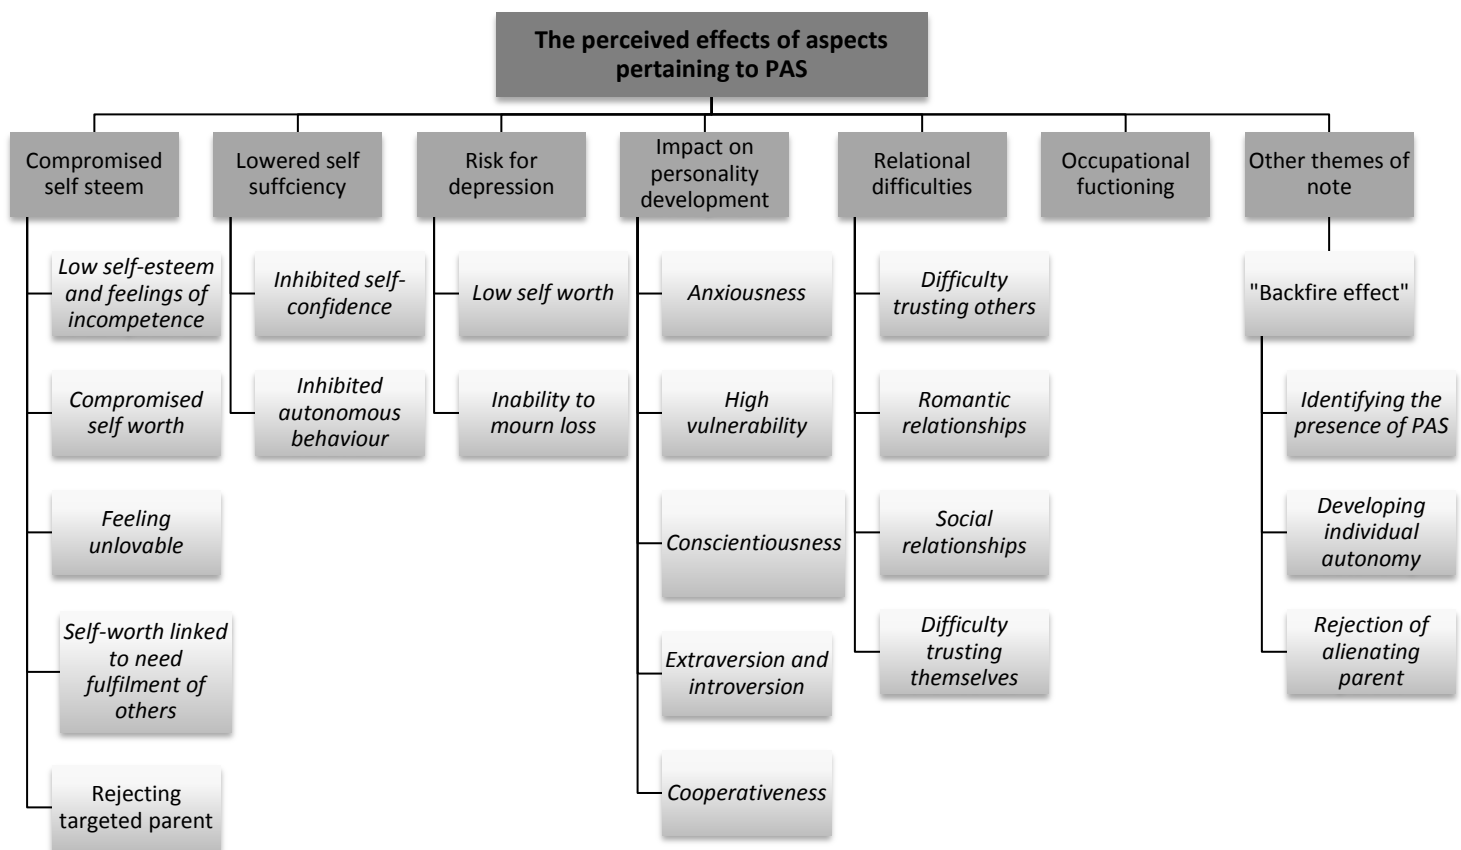 The perceived effects of aspects
pertaining to PAS
Compromised
self steem
Lowered self
suffciency
Risk for
depression
Impact on
personality
development
Relational
difficulties
Occupational
fuctioning
Other themes of
note
Low self-esteem
and feelings of
incompetence
Inhibited self-
confidence
Low self worth
Anxiousness
Difficulty
trusting others
"Backfire effect"
Compromised
self worth
Inhibited
autonomous
behaviour
Inability to
mourn loss
High
vulnerability
Romantic
relationships
Identifying the
presence of PAS
Feeling
unlovable
Conscientiousness
Social
relationships
Developing
individual
autonomy
Self-worth linked
to need
fulfilment of
others
Extraversion and
introversion
Difficulty
trusting
themselves
Rejection of
alienating
parent
Rejecting
targeted parent
Cooperativeness